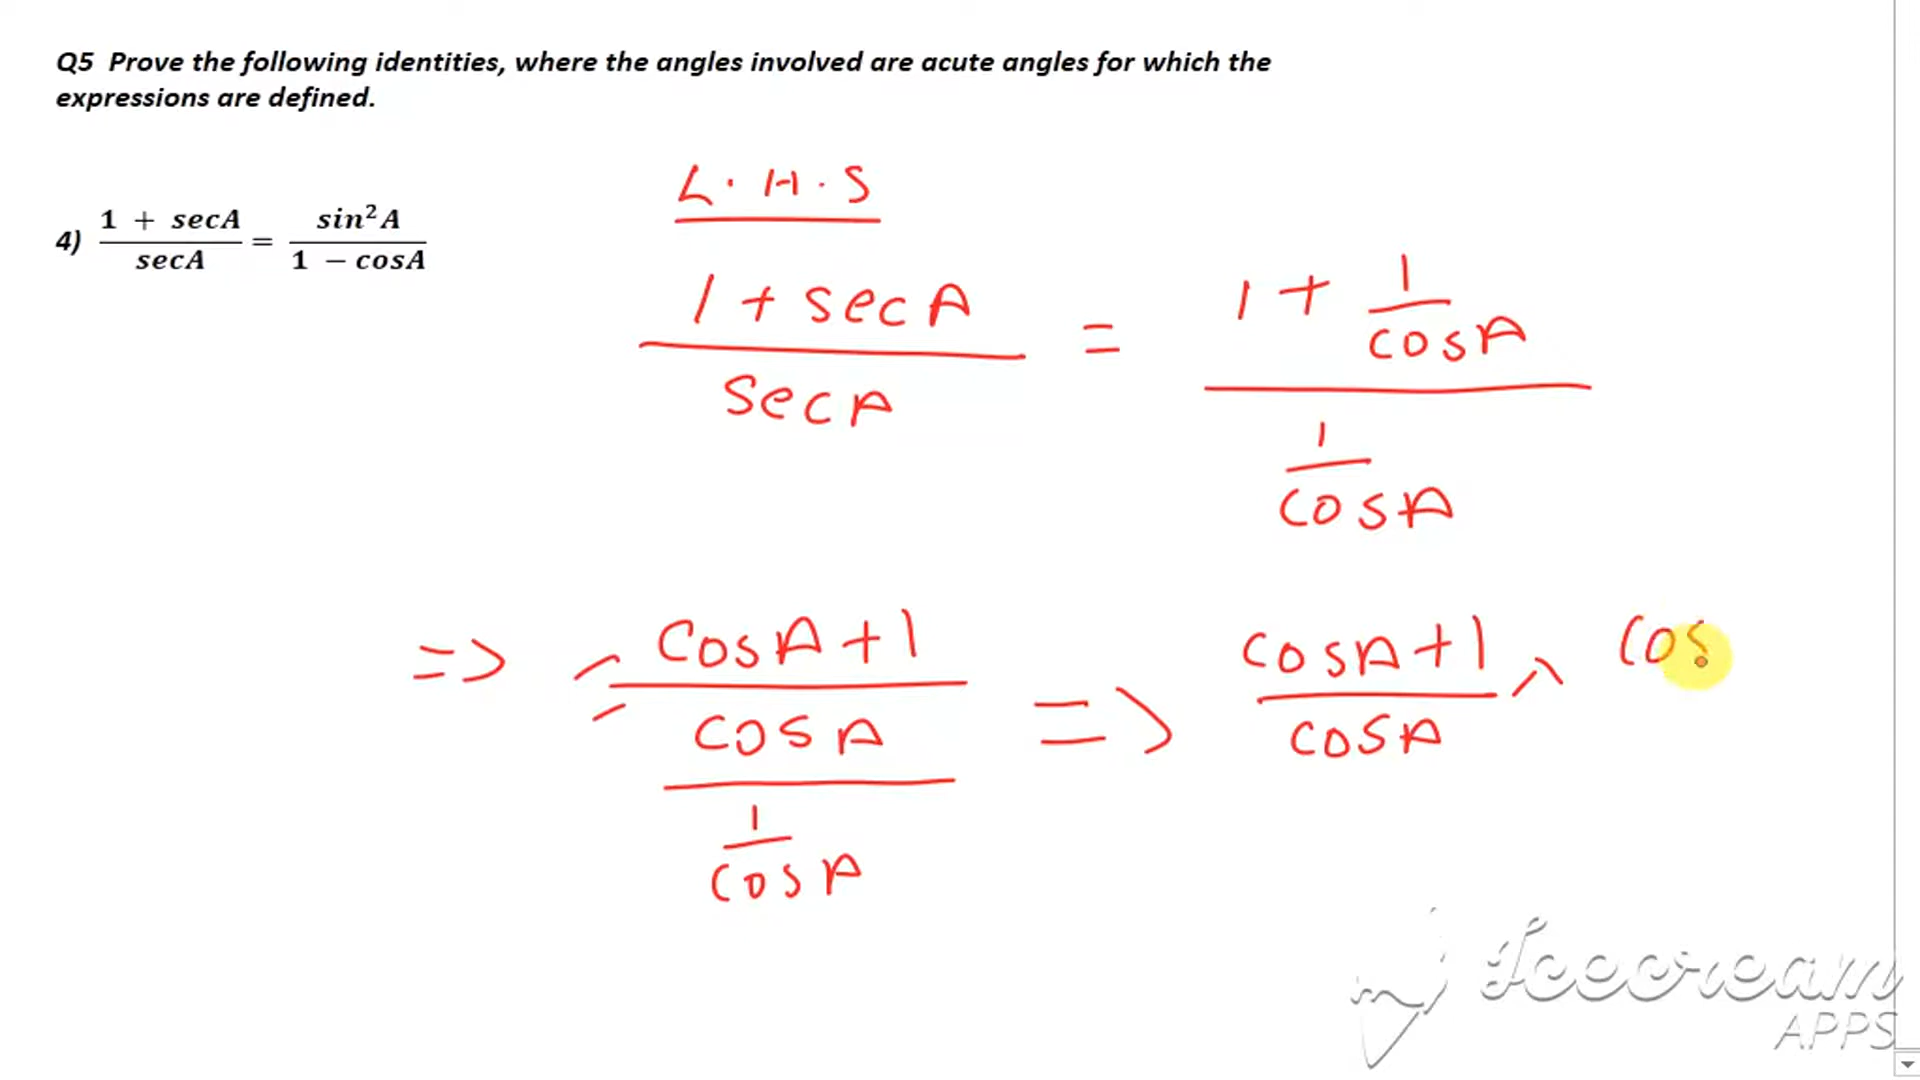 Q5 Prove the following identities, where the angles involved are acute angles for which the
expressions are defined.
4) (1 + secA)/secA = sin²A/(1 − cosA)
L.H.S
(1 + secA)/secA = (1 + 1/cosA)/(1/cosA)
=> = ((cosA+1)/cosA)/(1/cosA) => (cosA+1)/cosA × cos
Icecream
APPS